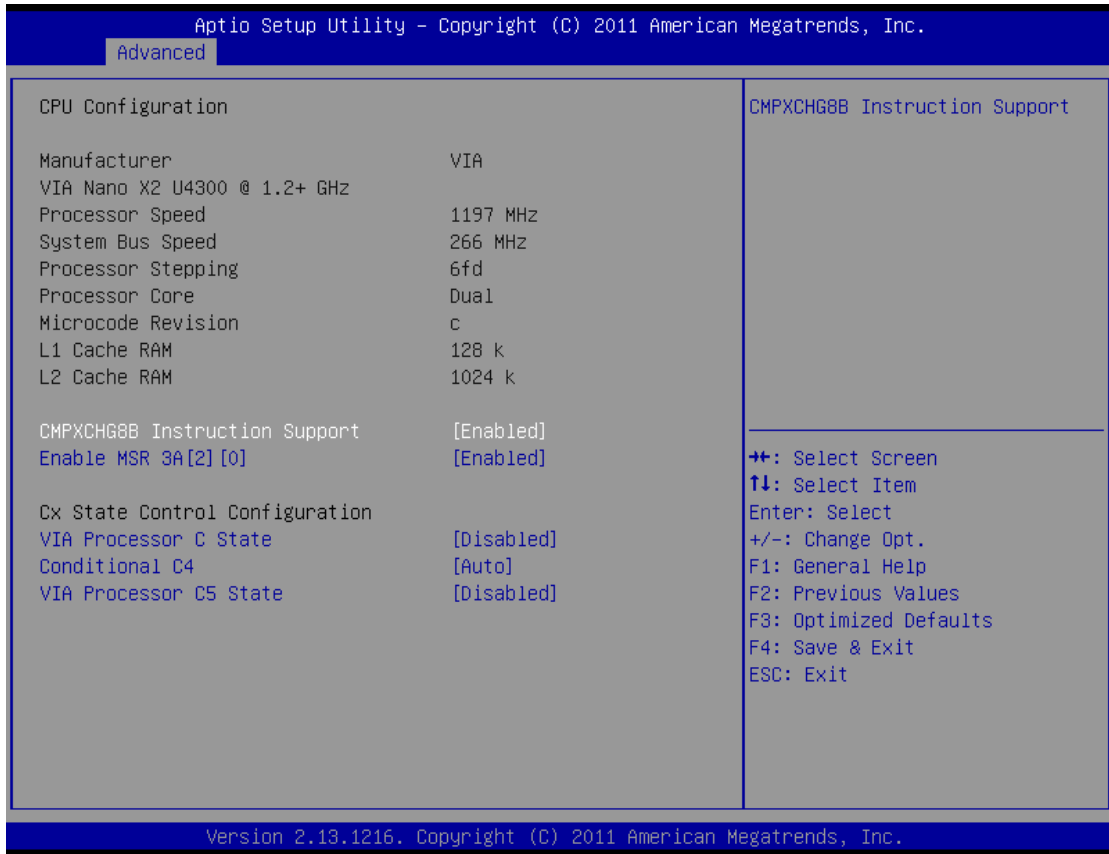 Aptio Setup Utility – Copyright (C) 2011 American Megatrends, Inc.
Advanced
CPU Configuration
Manufacturer VIA
VIA Nano X2 U4300 @ 1.2+ GHz
Processor Speed 1197 MHz
System Bus Speed 266 MHz
Processor Stepping 6fd
Processor Core Dual
Microcode Revision c
L1 Cache RAM 128 k
L2 Cache RAM 1024 k
CMPXCHG8B Instruction Support [Enabled]
Enable MSR 3A[2][0] [Enabled]
Cx State Control Configuration
VIA Processor C State [Disabled]
Conditional C4 [Auto]
VIA Processor C5 State [Disabled]
CMPXCHG8B Instruction Support
→←: Select Screen
↑↓: Select Item
Enter: Select
+/-: Change Opt.
F1: General Help
F2: Previous Values
F3: Optimized Defaults
F4: Save & Exit
ESC: Exit
Version 2.13.1216. Copyright (C) 2011 American Megatrends, Inc.